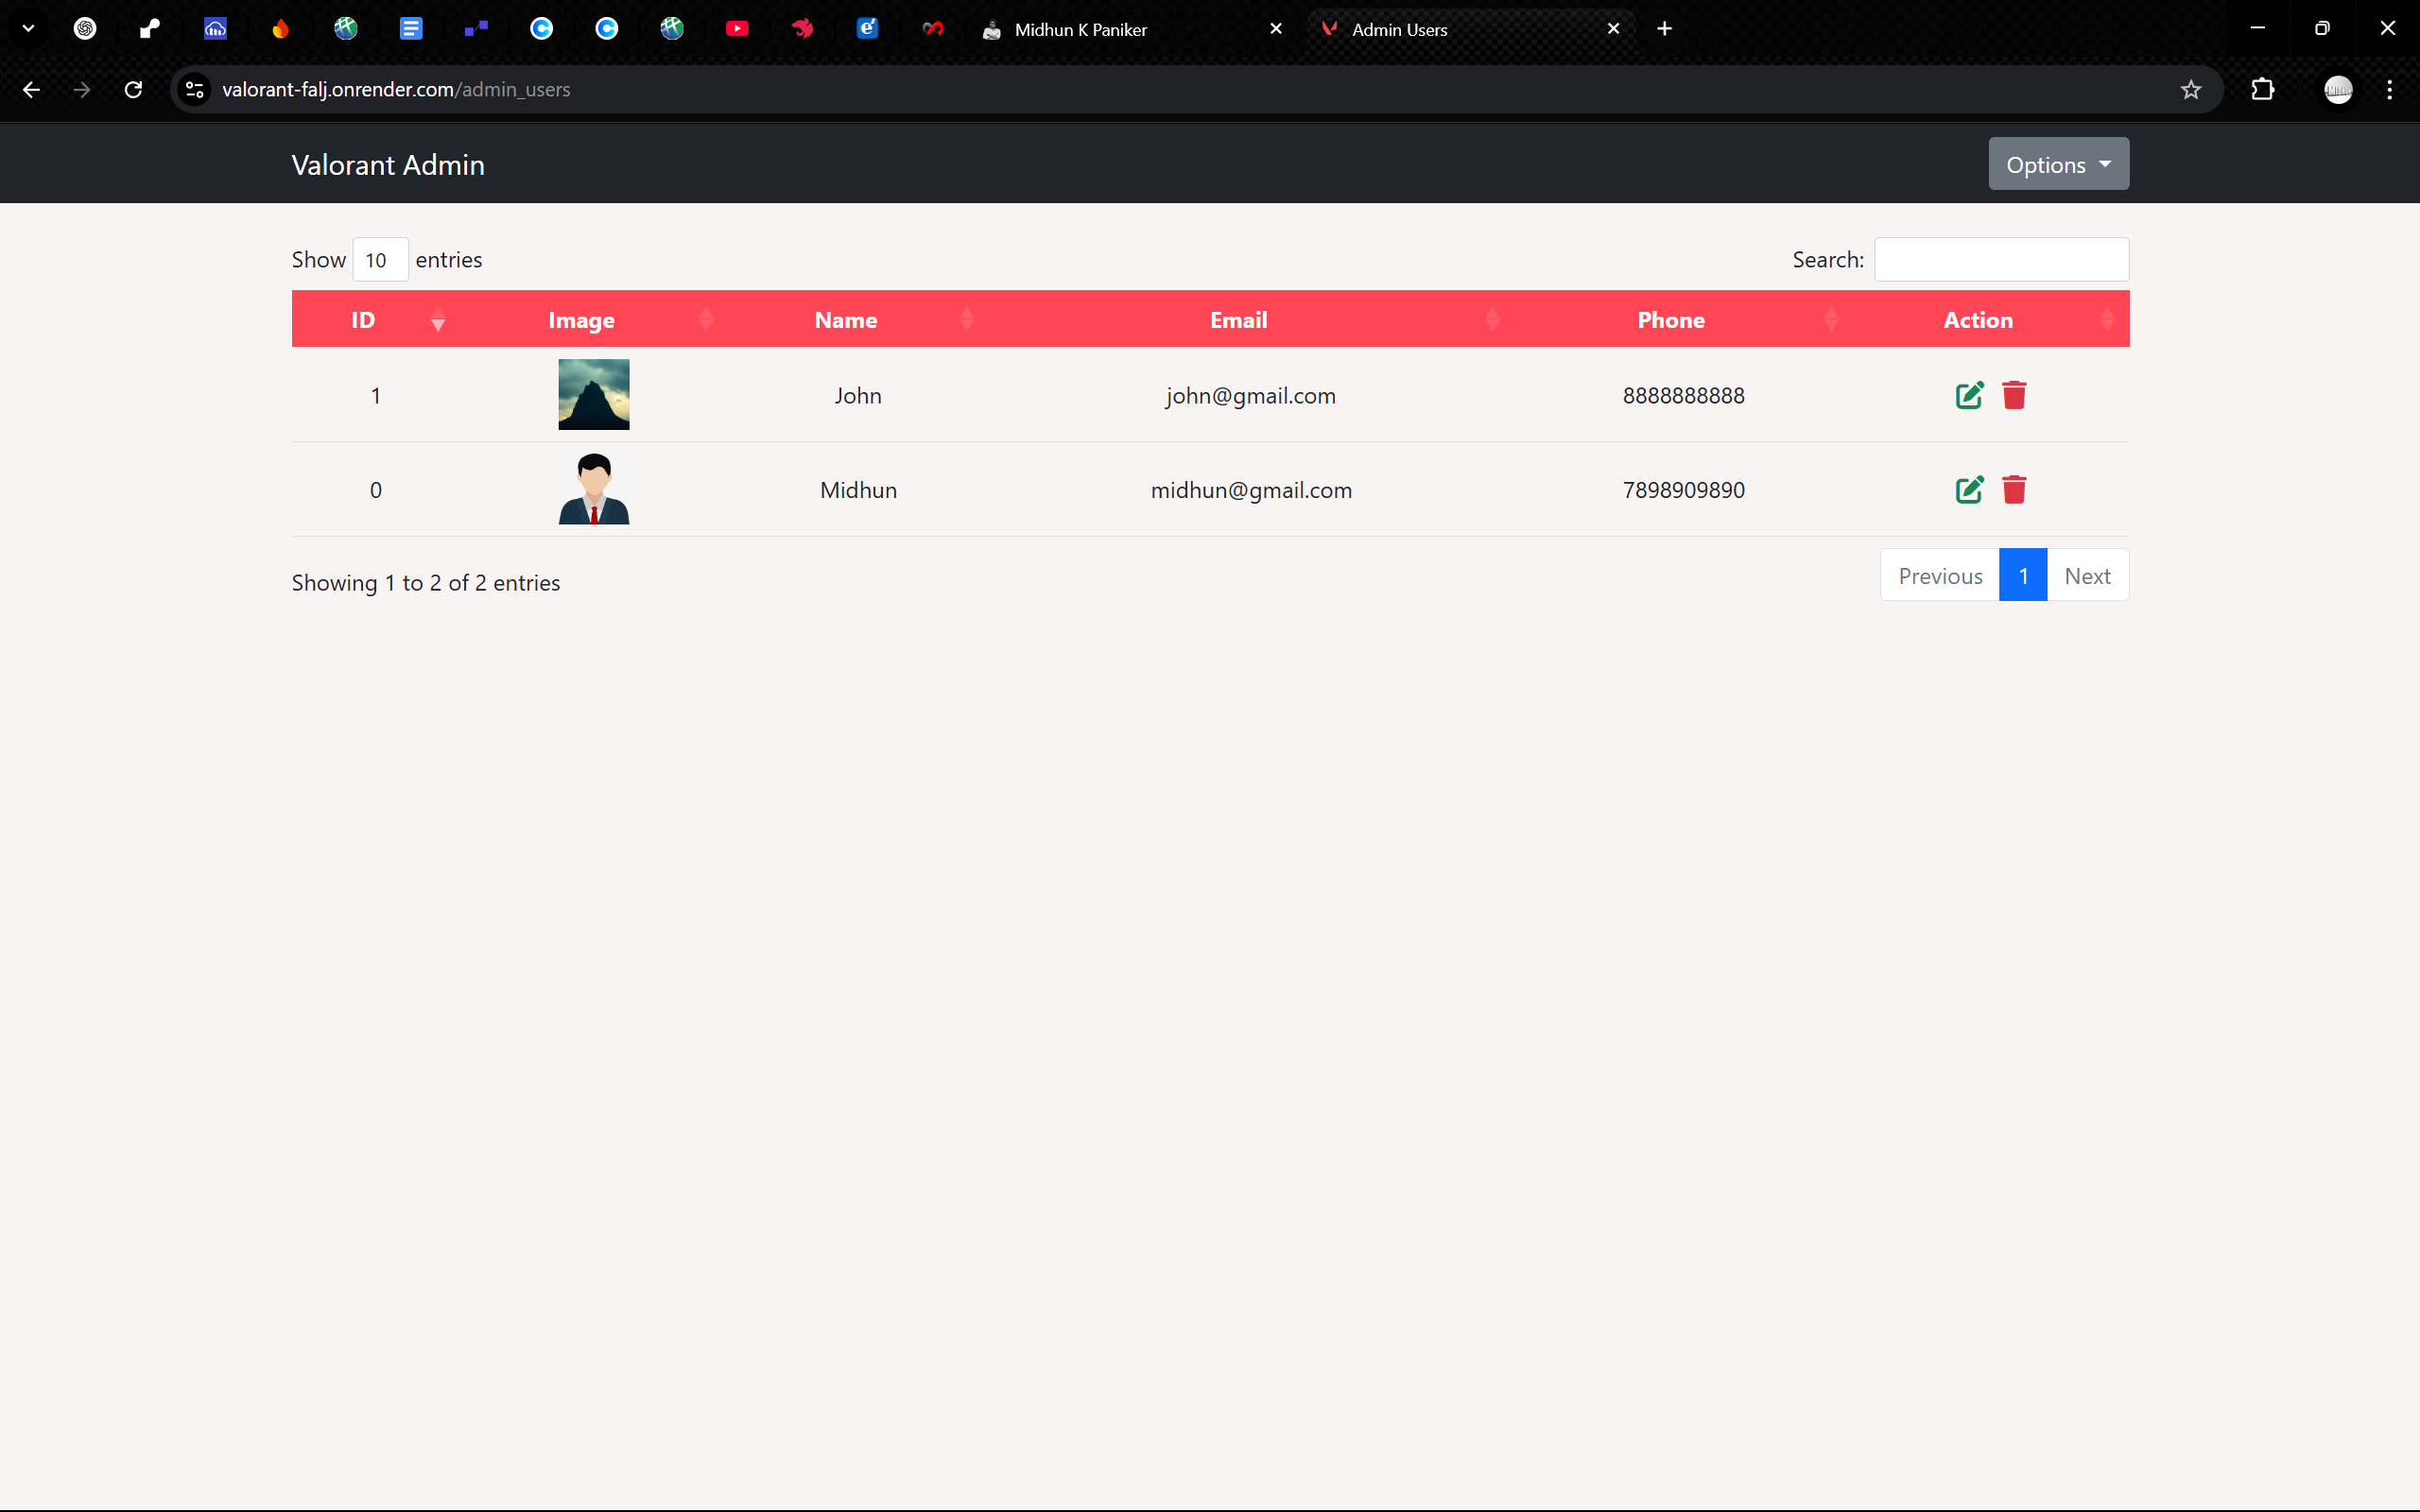 Midhun K Paniker
Admin Users
valorant-falj.onrender.com/admin_users
Valorant Admin
Options
Show 10 entries
Search:
ID Image Name Email Phone Action
1 John john@gmail.com 8888888888
0 Midhun midhun@gmail.com 7898909890
Showing 1 to 2 of 2 entries
Previous 1 Next